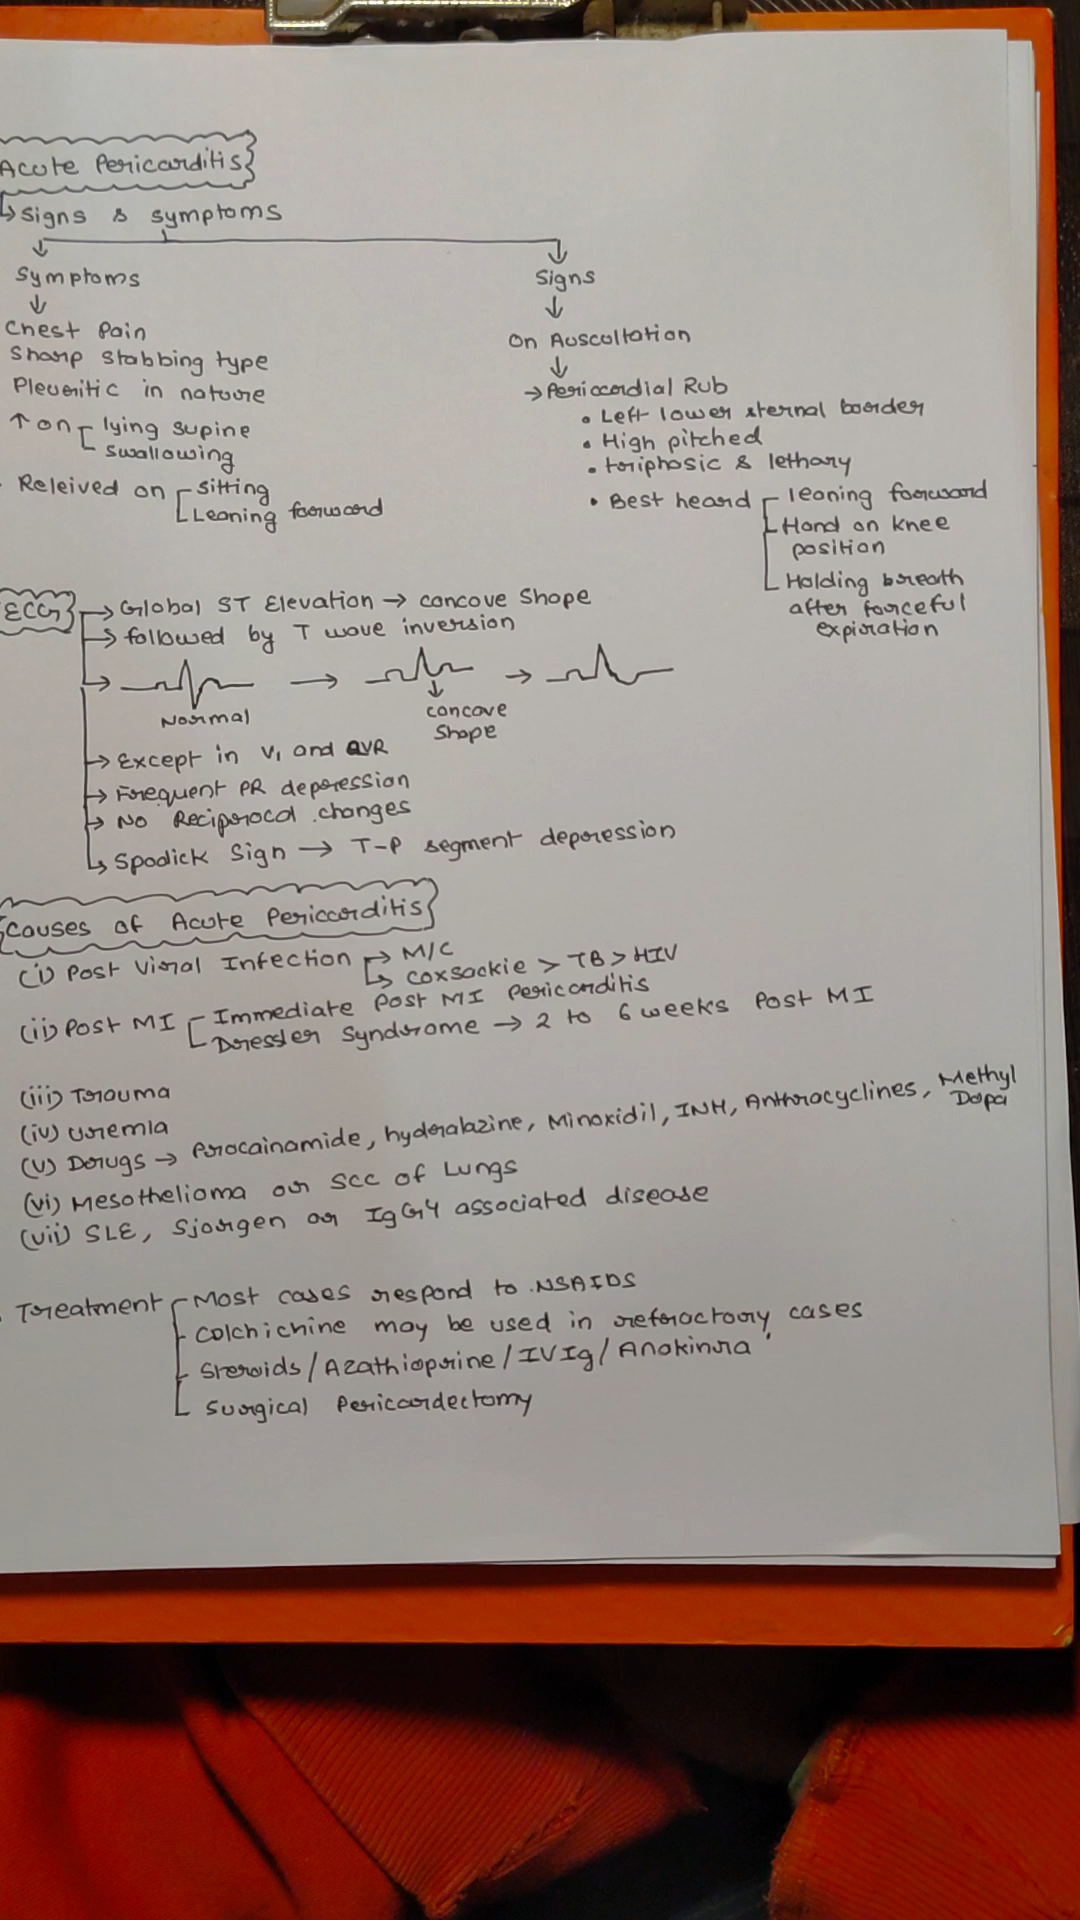 Acute Pericarditis
↳ Signs & symptoms
Symptoms
Chest Pain
Sharp stabbing type
Pleuritic in nature
↑ on lying supine
swallowing
Releived on sitting
Leaning forward
Signs
On Auscultation
→ Periccardial Rub
• Left lower sternal boarder
• High pitched
• triphasic & lethary
• Best heard leaning forward
Hand on knee
position
Holding breath
after forceful
expiration
ECG → Global ST Elevation → concave Shape
→ followed by T wave inversion
Normal
concave
Shape
→ Except in V1 and aVR
→ Frequent PR depression
→ No Reciprocal changes
↳ Spodick Sign → T-P segment depression
Causes of Acute Pericarditis
(i) Post Viral Infection → M/C
↳ coxsackie > TB > HIV
(ii) Post MI Immediate Post MI Pericarditis
Dressler Syndrome → 2 to 6 weeks Post MI
(iii) Trauma
(iv) uremia
(v) Drugs → Procainamide, hyderalazine, Minoxidil, INH, Anthracyclines, Methyl
Dopa
(vi) Mesothelioma or SCC of Lungs
(vii) SLE, Sjorgen or IgG4 associated disease
Treatment Most cases respond to NSAIDS
Colchichine may be used in refractory cases
Steroids / Azathioprine / IVIg / Anakinra
Surgical Pericardectomy